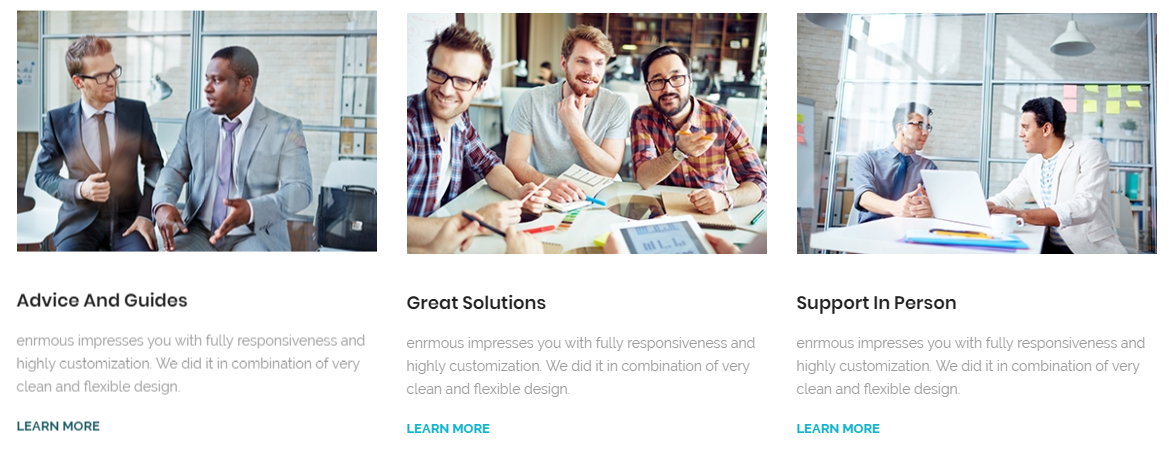 Advice And Guides
enrmous impresses you with fully responsiveness and
highly customization. We did it in combination of very
clean and flexible design.
LEARN MORE
Great Solutions
enrmous impresses you with fully responsiveness and
highly customization. We did it in combination of very
clean and flexible design.
LEARN MORE
Support In Person
enrmous impresses you with fully responsiveness and
highly customization. We did it in combination of very
clean and flexible design.
LEARN MORE